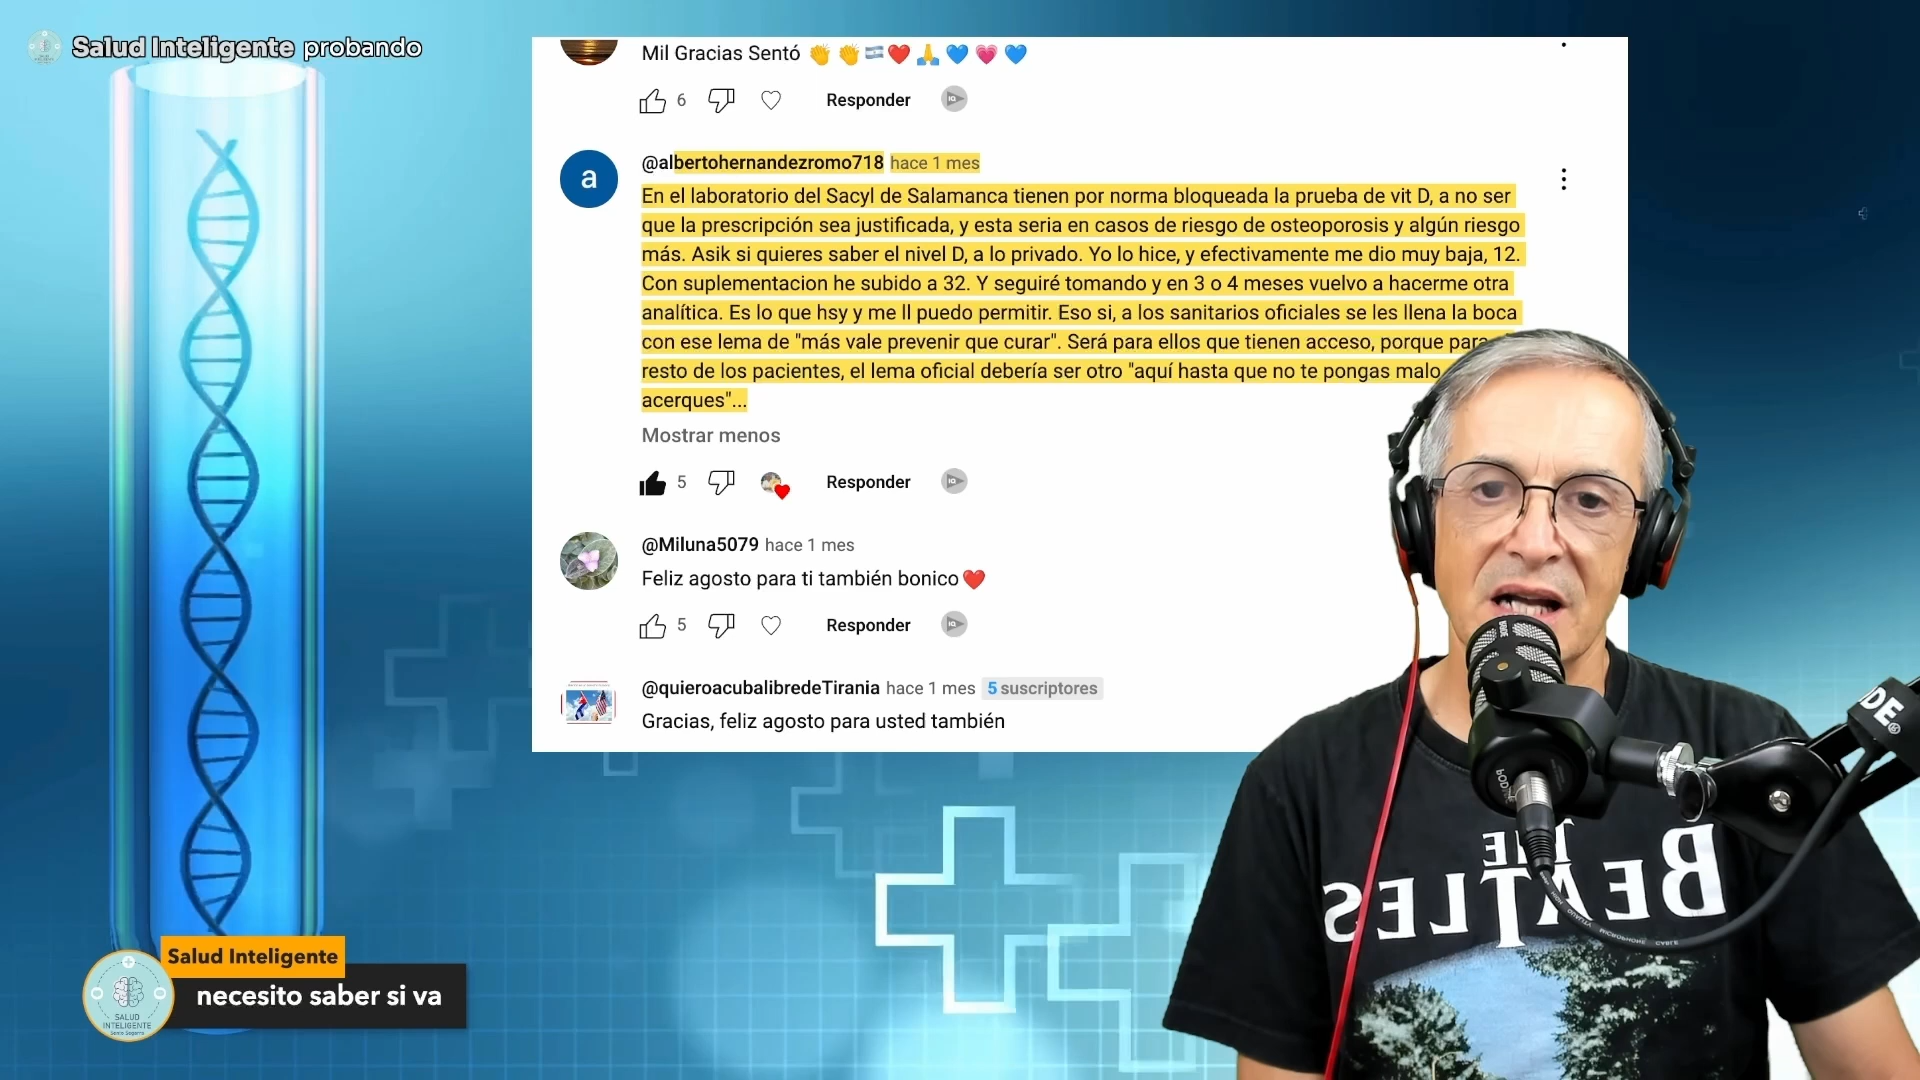 Salud Inteligente probando
Mil Gracias Sentó 👏 👏 🇦🇷 ❤️ 🙏 💙 💗 💙
6 Responder
@albertohernandezromo718 hace 1 mes
a
En el laboratorio del Sacyl de Salamanca tienen por norma bloqueada la prueba de vit D, a no ser
que la prescripción sea justificada, y esta seria en casos de riesgo de osteoporosis y algún riesgo
más. Asik si quieres saber el nivel D, a lo privado. Yo lo hice, y efectivamente me dio muy baja, 12.
Con suplementacion he subido a 32. Y seguiré tomando y en 3 o 4 meses vuelvo a hacerme otra
analítica. Es lo que hsy y me ll puedo permitir. Eso si, a los sanitarios oficiales se les llena la boca
con ese lema de "más vale prevenir que curar". Será para ellos que tienen acceso, porque para
resto de los pacientes, el lema oficial debería ser otro "aquí hasta que no te pongas malo
acerques"...
Mostrar menos
5 Responder
@Miluna5079 hace 1 mes
Feliz agosto para ti también bonico ❤️
5 Responder
@quieroacubalibredeTirania hace 1 mes 5 suscriptores
Gracias, feliz agosto para usted también
RODE
THE
BEATLES
Salud Inteligente
necesito saber si va
SALUD
INTELIGENTE